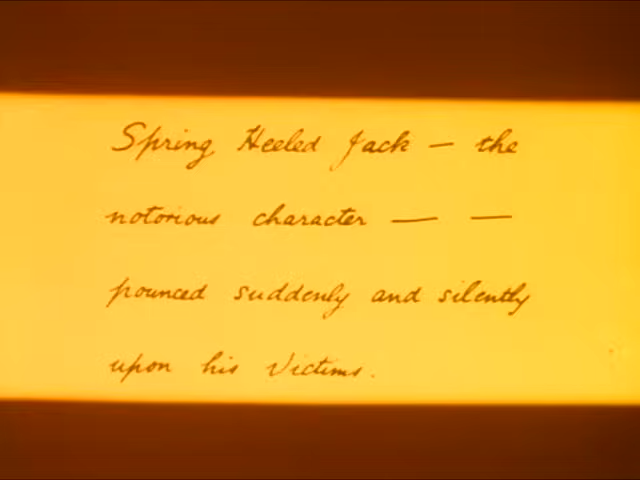 Spring Heeled Jack — the
notorious character — —
pounced suddenly and silently
upon his Victims.